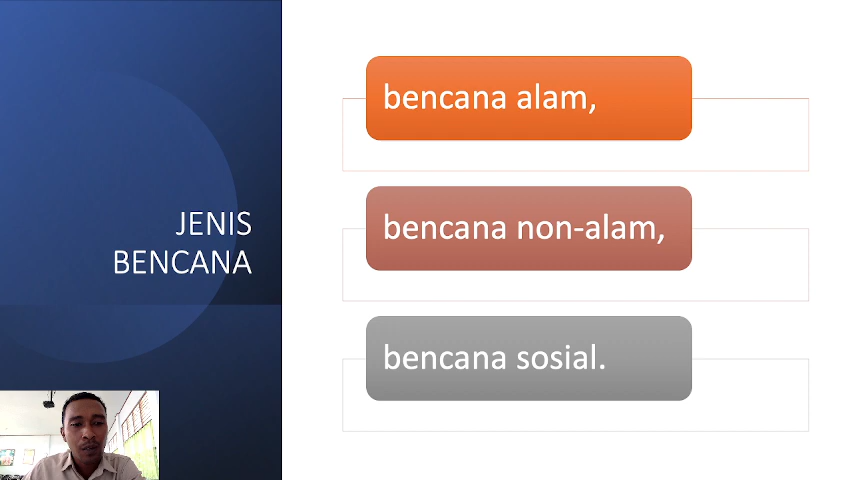 JENIS
BENCANA
bencana alam,
bencana non-alam,
bencana sosial.